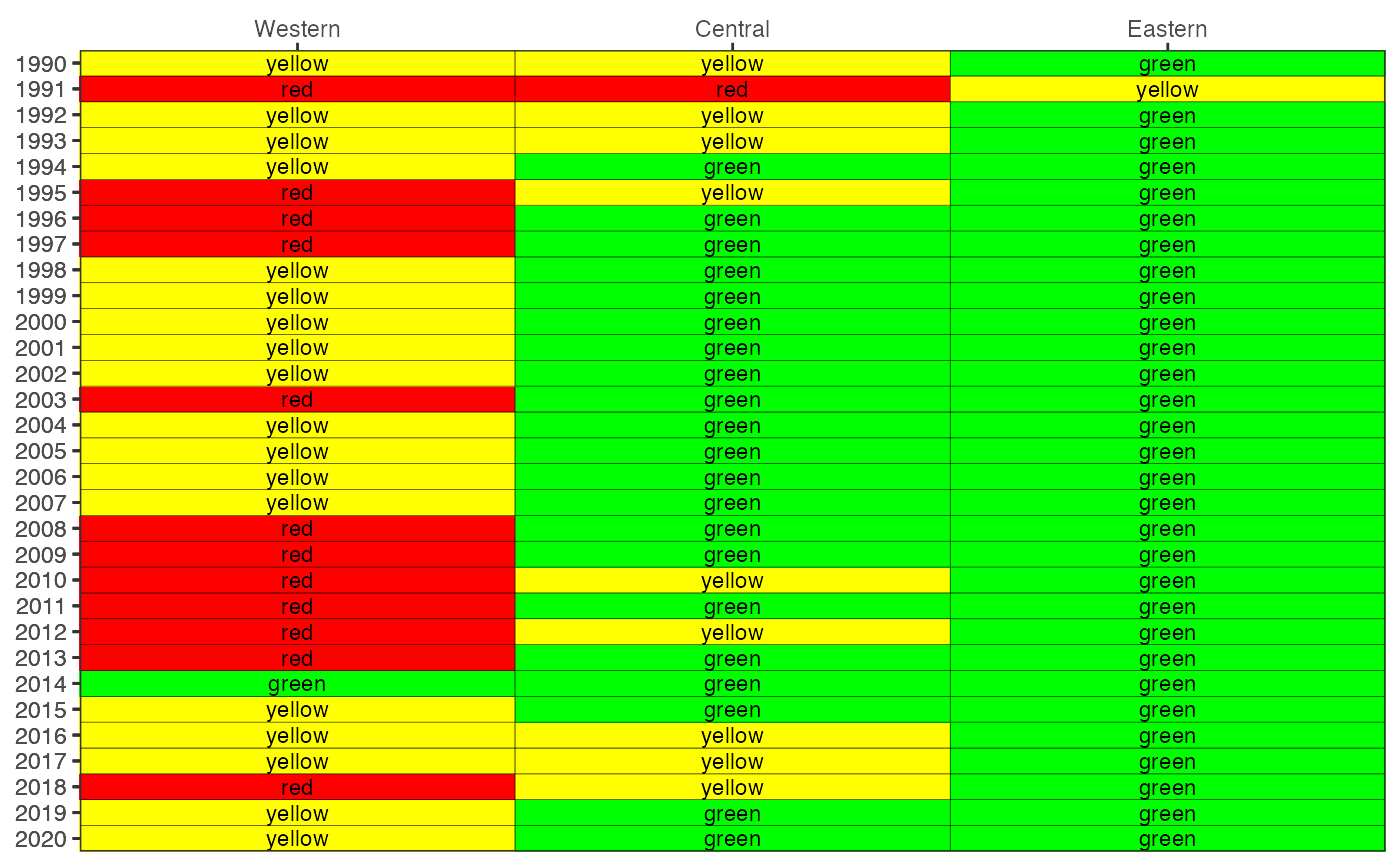 Western Central Eastern
1990 yellow yellow green
1991 red red yellow
1992 yellow yellow green
1993 yellow yellow green
1994 yellow green green
1995 red yellow green
1996 red green green
1997 red green green
1998 yellow green green
1999 yellow green green
2000 yellow green green
2001 yellow green green
2002 yellow green green
2003 red green green
2004 yellow green green
2005 yellow green green
2006 yellow green green
2007 yellow green green
2008 red green green
2009 red green green
2010 red yellow green
2011 red green green
2012 red yellow green
2013 red green green
2014 green green green
2015 yellow green green
2016 yellow yellow green
2017 yellow yellow green
2018 red yellow green
2019 yellow green green
2020 yellow green green